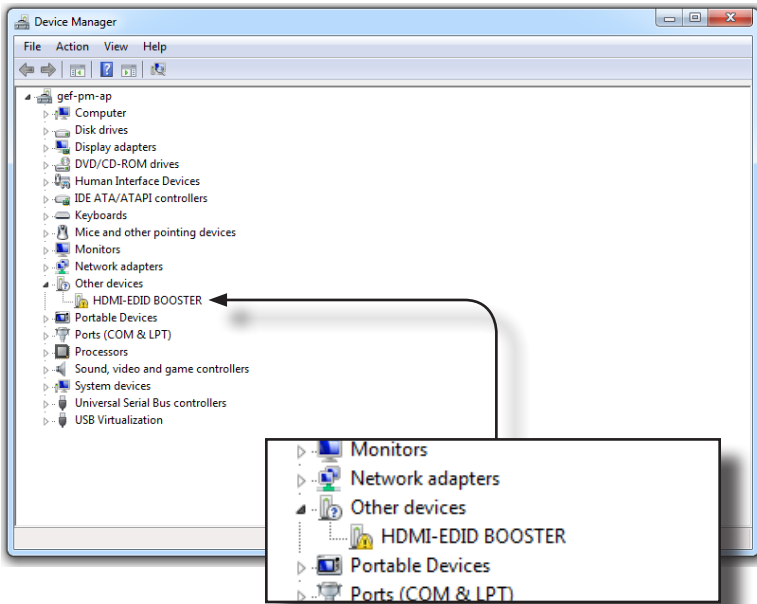 Device Manager
File Action View Help
gef-pm-ap
Computer
Disk drives
Display adapters
DVD/CD-ROM drives
Human Interface Devices
IDE ATA/ATAPI controllers
Keyboards
Mice and other pointing devices
Monitors
Network adapters
Other devices
HDMI-EDID BOOSTER
Portable Devices
Ports (COM & LPT)
Processors
Sound, video and game controllers
System devices
Universal Serial Bus controllers
USB Virtualization
Monitors
Network adapters
Other devices
HDMI-EDID BOOSTER
Portable Devices
Ports (COM & LPT)